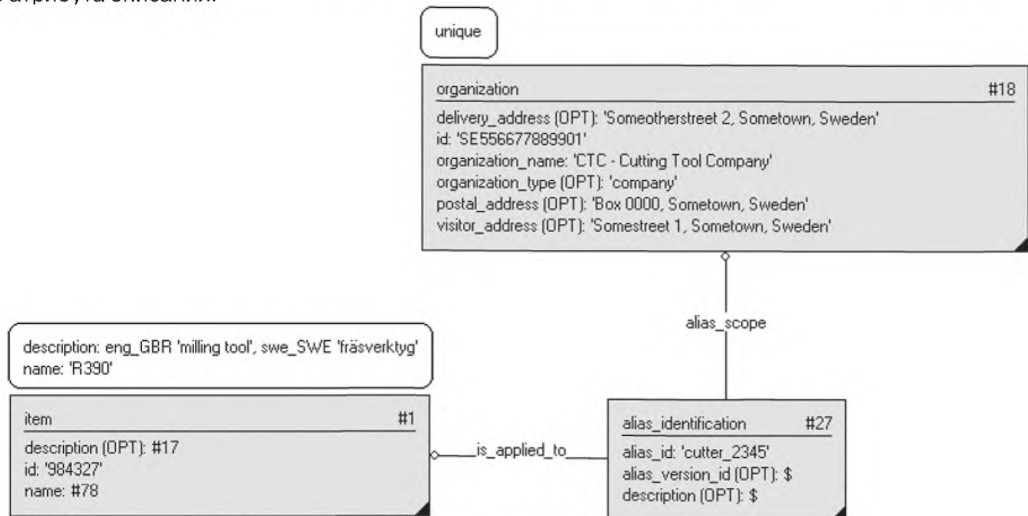 unique
organization #18
delivery_address (OPT): 'Someotherstreet 2, Sometown, Sweden'
id: 'SE556677889901'
organization_name: 'CTC - Cutting Tool Company'
organization_type (OPT): 'company'
postal_address (OPT): 'Box 0000, Sometown, Sweden'
visitor_address (OPT): 'Somestreet 1, Sometown, Sweden'
alias_scope
description: eng_GBR 'milling tool', swe_SWE 'fräsverktyg'
name: 'R390'
item #1
description (OPT): #17
id: '984327'
name: #78
is_applied_to
alias_identification #27
alias_id: 'cutter_2345'
alias_version_id (OPT): $
description (OPT): $